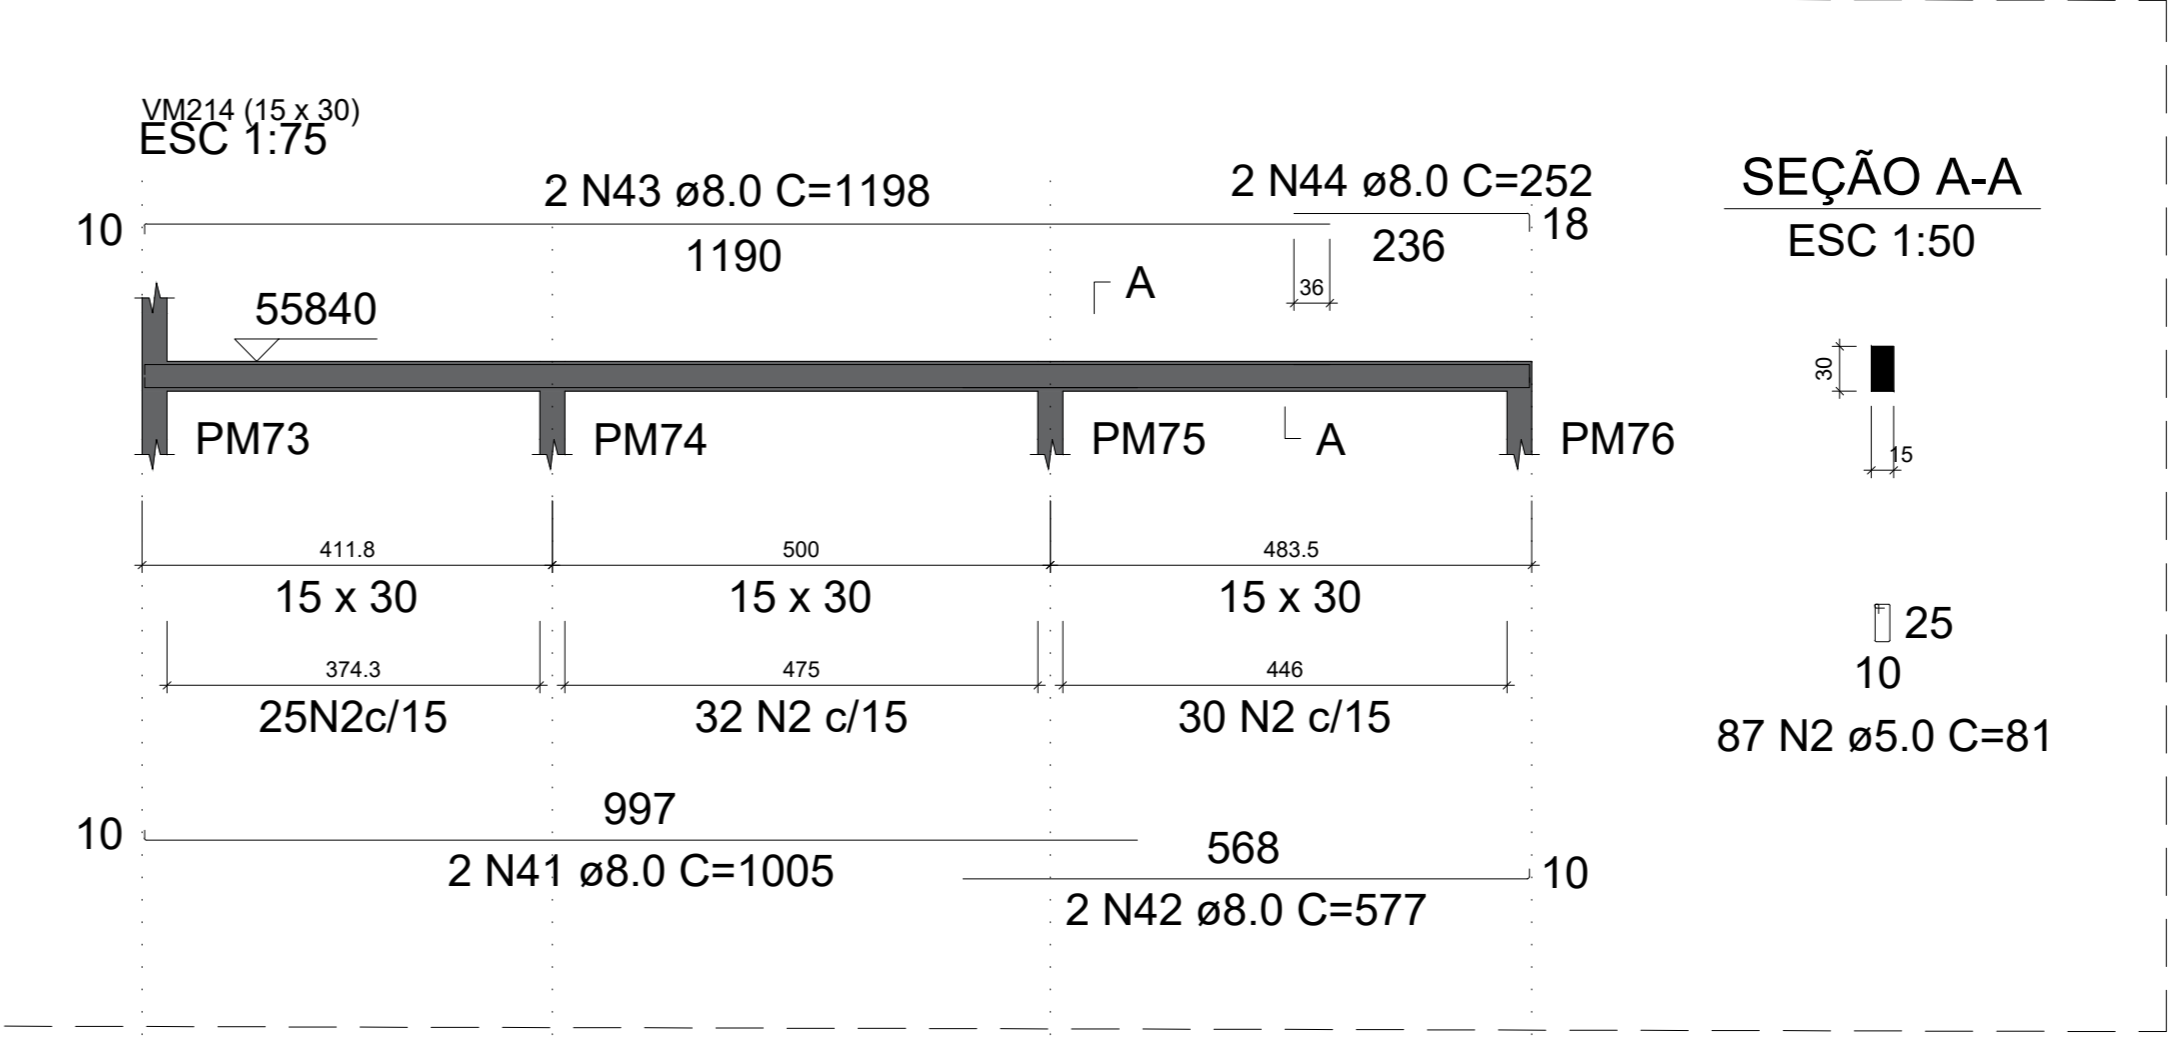 VM214 (15 x 30)
ESC 1:75
2 N43 ø8.0 C=1198
2 N44 ø8.0 C=252
10
1190
236
18
36
A
55840
PM73
PM74
PM75
A
PM76
411.8
500
483.5
15 x 30
15 x 30
15 x 30
374.3
475
446
25N2c/15
32 N2 c/15
30 N2 c/15
997
10
2 N41 ø8.0 C=1005
568
10
2 N42 ø8.0 C=577
SEÇÃO A-A
ESC 1:50
30
15
25
10
87 N2 ø5.0 C=81